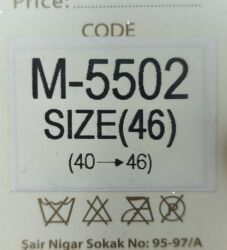 Price:
CODE
M-5502
SIZE(46)
(40→46)
Şair Nigar Sokak No: 95-97/A